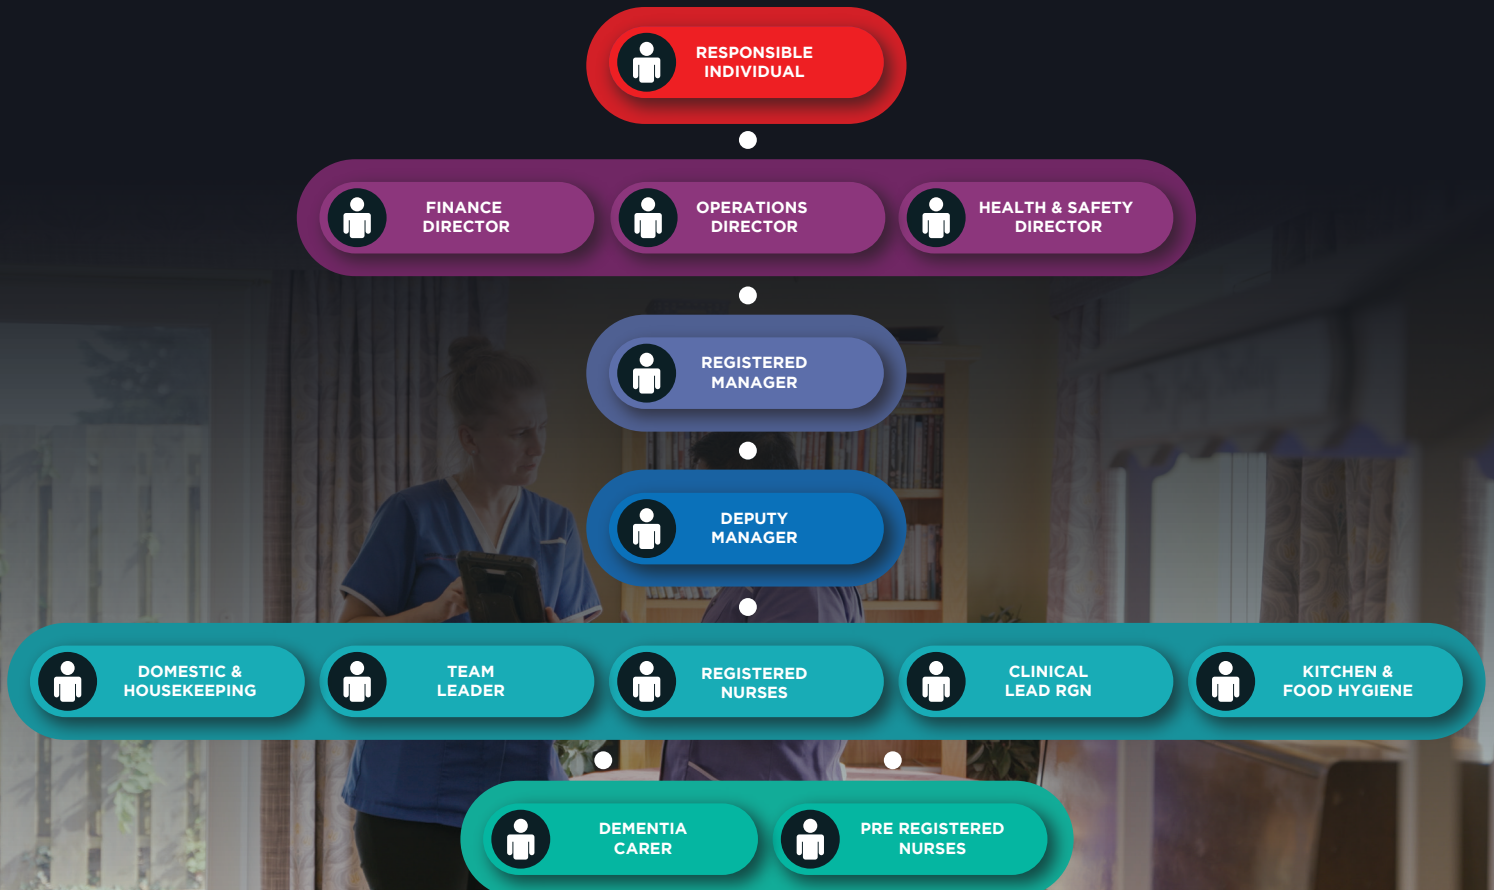 RESPONSIBLE
INDIVIDUAL
FINANCE
DIRECTOR
OPERATIONS
DIRECTOR
HEALTH & SAFETY
DIRECTOR
REGISTERED
MANAGER
DEPUTY
MANAGER
DOMESTIC &
HOUSEKEEPING
TEAM
LEADER
REGISTERED
NURSES
CLINICAL
LEAD RGN
KITCHEN &
FOOD HYGIENE
DEMENTIA
CARER
PRE REGISTERED
NURSES